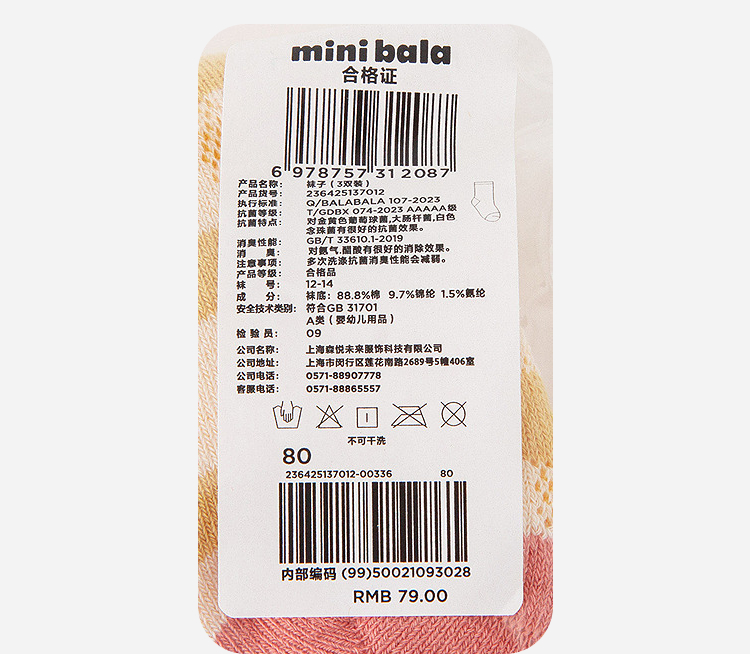 mini bala
合格证
6 978757 312087
产品名称: 袜子(3双装)
产品货号: 236425137012
执行标准: Q/BALABALA 107-2023
抗菌等级: T/GDBX 074-2023 AAAAA级
抗菌特点: 对金黄色葡萄球菌,大肠杆菌,白色
念珠菌有很好的抗菌效果。
消臭性能: GB/T 33610.1-2019
消 臭: 对氨气.醋酸有很好的消除效果。
注意事项: 多次洗涤抗菌消臭性能会减弱。
产品等级: 合格品
袜 号: 12-14
成 分: 袜底: 88.8%棉 9.7%锦纶 1.5%氨纶
安全技术类别: 符合GB 31701
A类(婴幼儿用品)
检 验 员: 09
公司名称: 上海森悦未来服饰科技有限公司
公司地址: 上海市闵行区莲花南路2689号5幢406室
公司电话: 0571-88907778
客服电话: 0571-88865557
不可干洗
80
236425137012-00336 80
内部编码 (99)50021093028
RMB 79.00